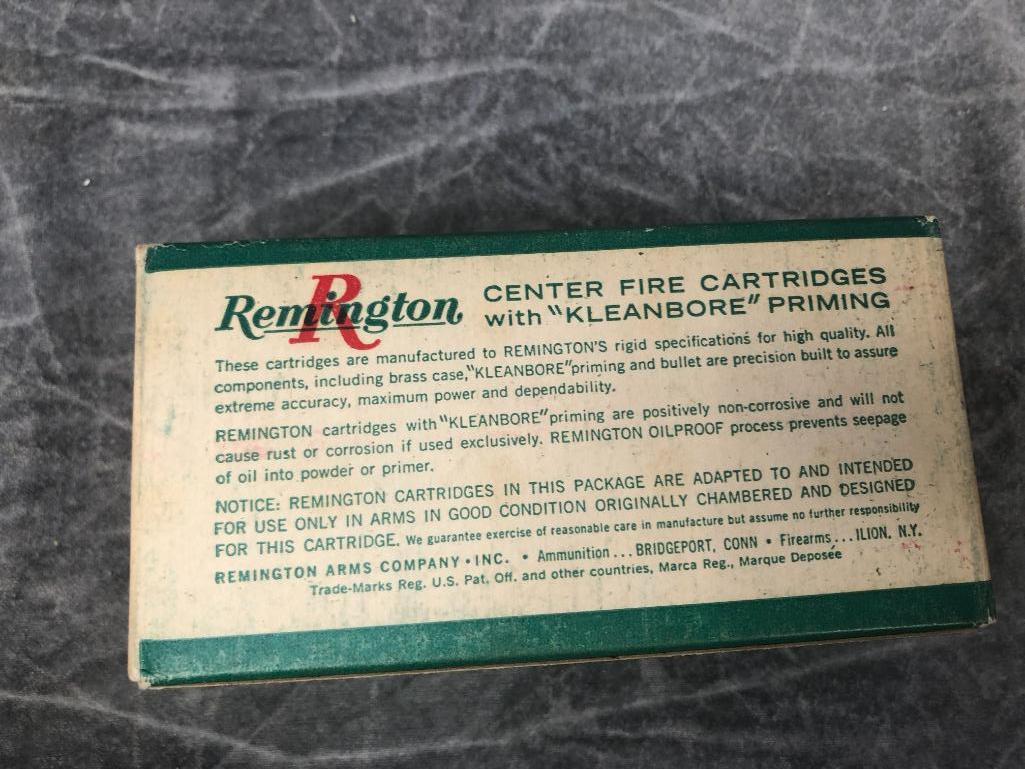 Remington R
CENTER FIRE CARTRIDGES
with "KLEANBORE" PRIMING
These cartridges are manufactured to REMINGTON'S rigid specifications for high quality. All
components, including brass case, "KLEANBORE" priming and bullet are precision built to assure
extreme accuracy, maximum power and dependability.
REMINGTON cartridges with "KLEANBORE" priming are positively non-corrosive and will not
cause rust or corrosion if used exclusively. REMINGTON OILPROOF process prevents seepage
of oil into powder or primer.
NOTICE: REMINGTON CARTRIDGES IN THIS PACKAGE ARE ADAPTED TO AND INTENDED
FOR USE ONLY IN ARMS IN GOOD CONDITION ORIGINALLY CHAMBERED AND DESIGNED
FOR THIS CARTRIDGE. We guarantee exercise of reasonable care in manufacture but assume no further responsibility
REMINGTON ARMS COMPANY • INC. • Ammunition... BRIDGEPORT, CONN • Firearms... ILION, N.Y.
Trade-Marks Reg. U.S. Pat. Off. and other countries, Marca Reg., Marque Deposée